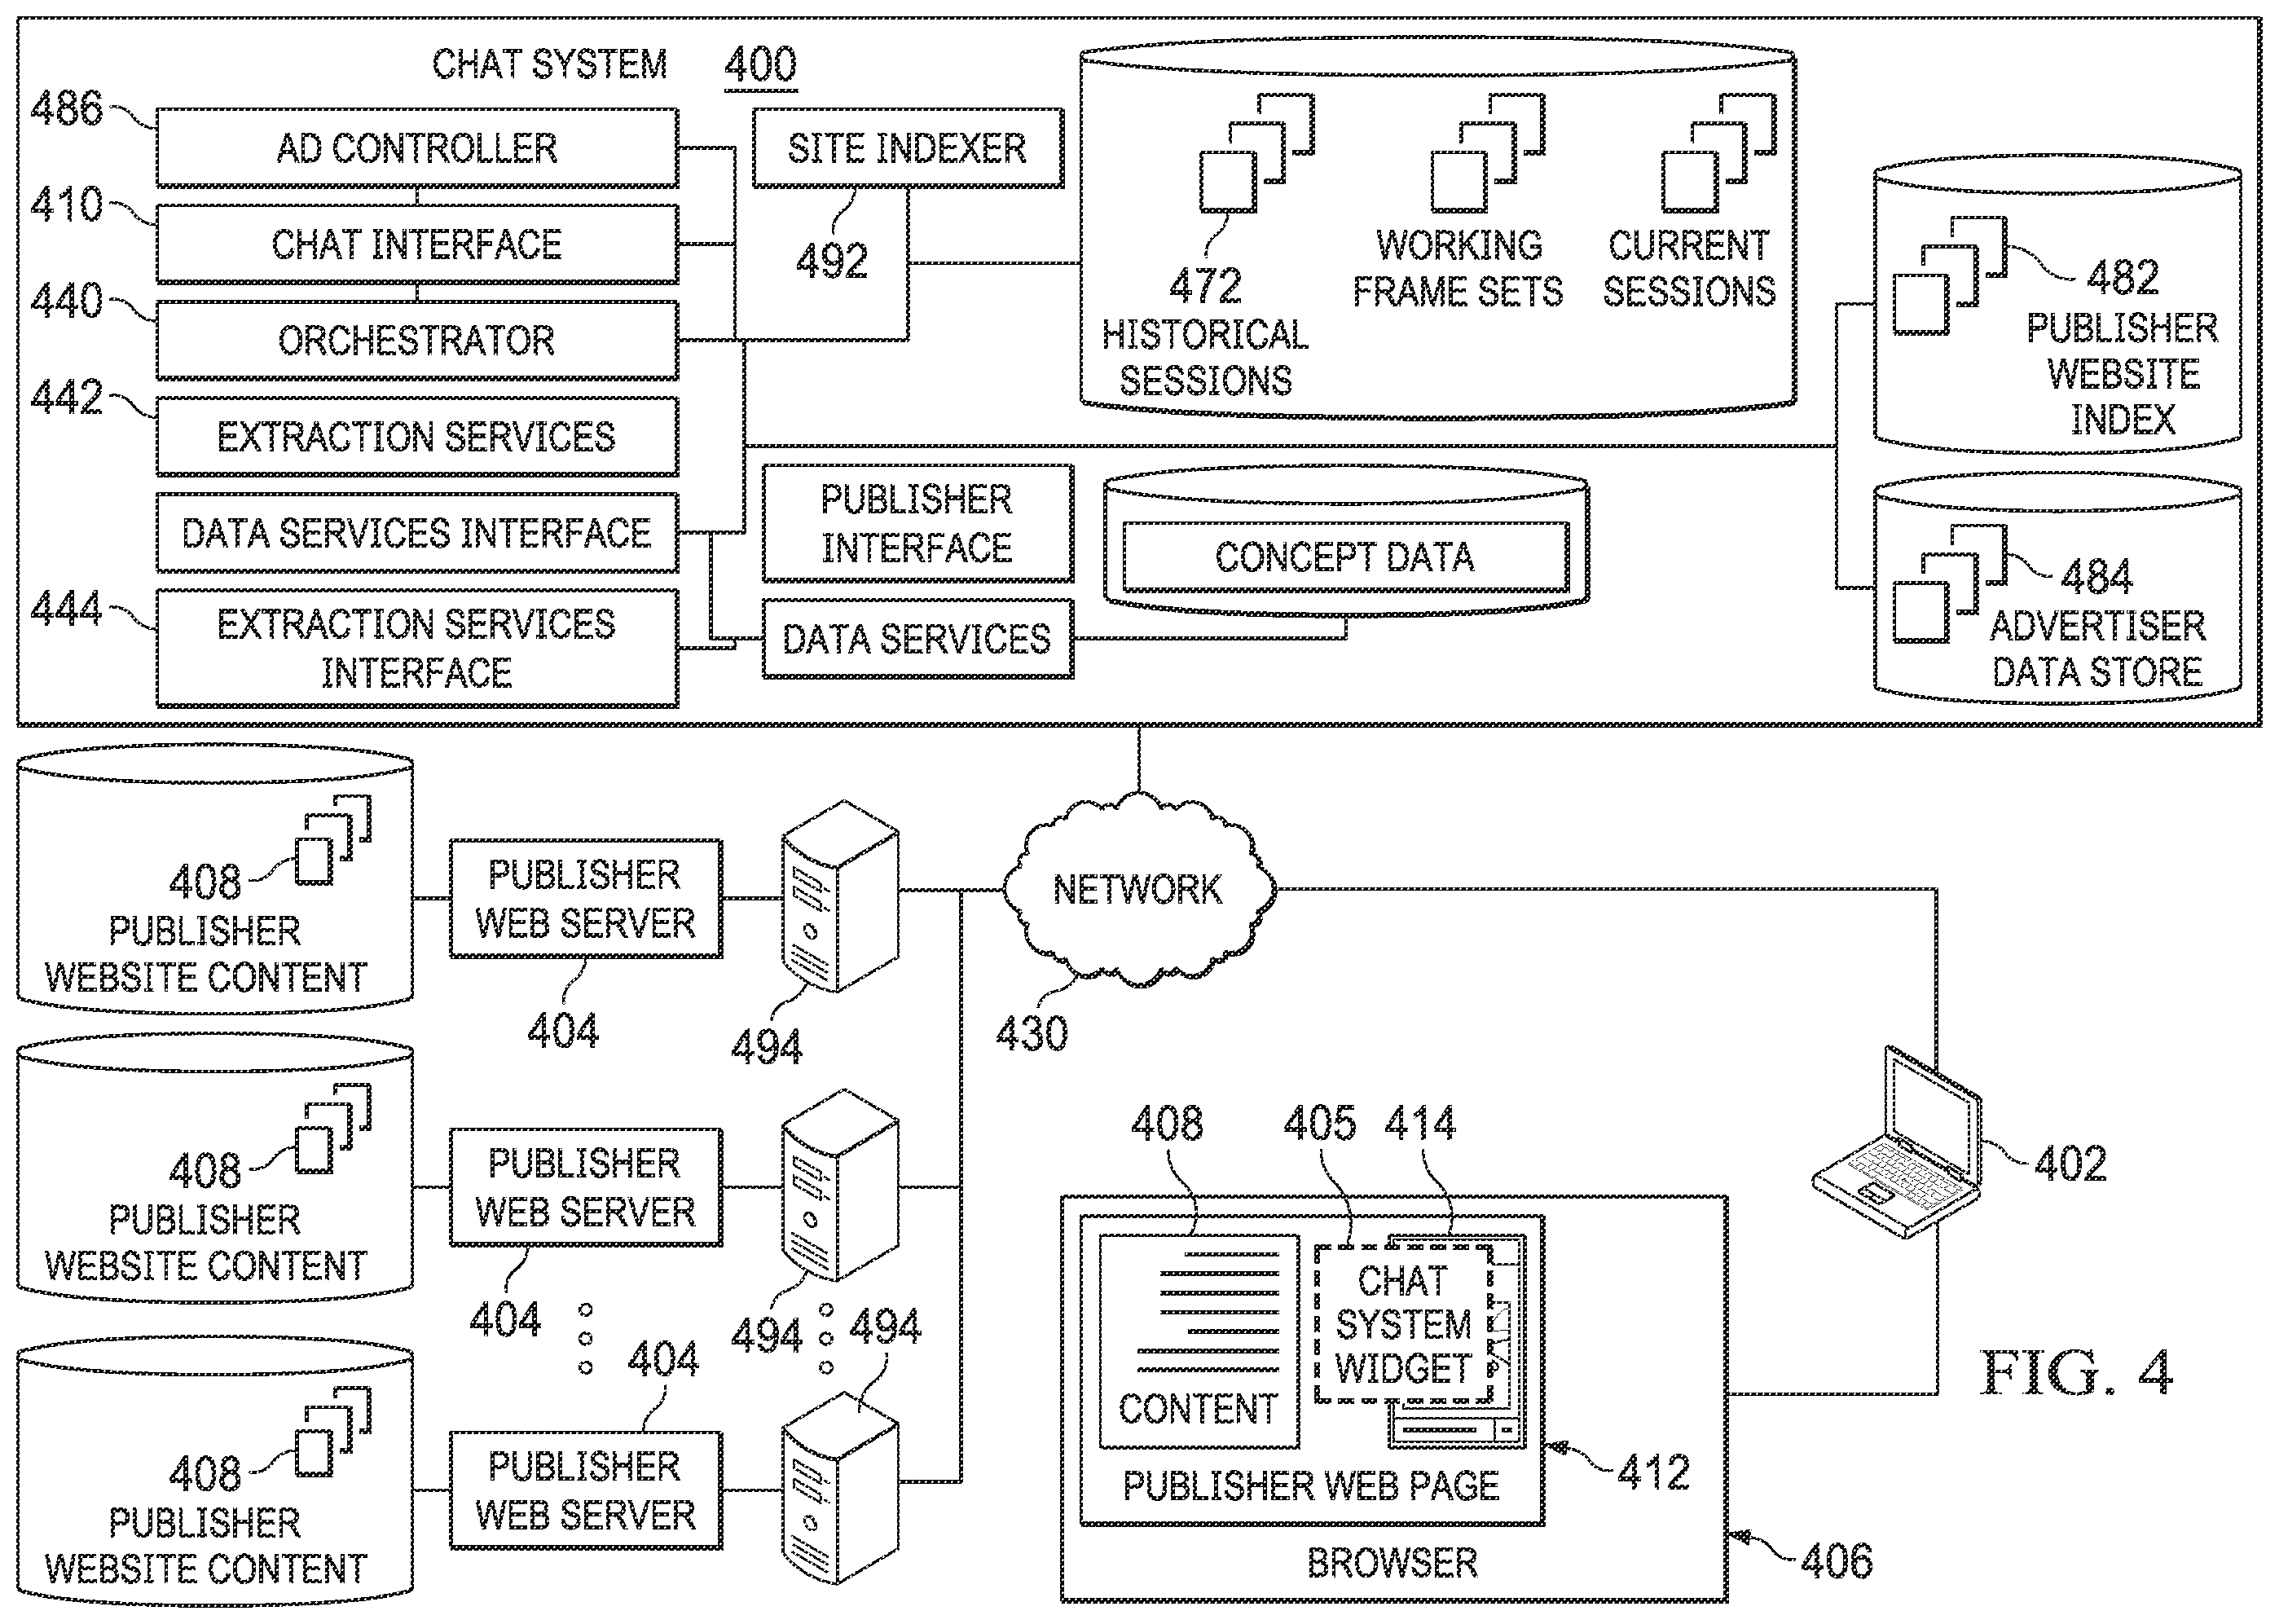 CHAT SYSTEM 400
486
AD CONTROLLER
410
CHAT INTERFACE
440
ORCHESTRATOR
442
EXTRACTION SERVICES
DATA SERVICES INTERFACE
444
EXTRACTION SERVICES
INTERFACE
SITE INDEXER
492
472
HISTORICAL
SESSIONS
WORKING
FRAME SETS
CURRENT
SESSIONS
482
PUBLISHER
WEBSITE
INDEX
PUBLISHER
INTERFACE
CONCEPT DATA
DATA SERVICES
484
ADVERTISER
DATA STORE
408
PUBLISHER
WEBSITE CONTENT
PUBLISHER
WEB SERVER
404
494
NETWORK
430
408
PUBLISHER
WEBSITE CONTENT
PUBLISHER
WEB SERVER
404
494
408
PUBLISHER
WEBSITE CONTENT
404
PUBLISHER
WEB SERVER
494
402
408
405
414
CONTENT
CHAT
SYSTEM
WIDGET
PUBLISHER WEB PAGE
412
BROWSER
406
FIG. 4